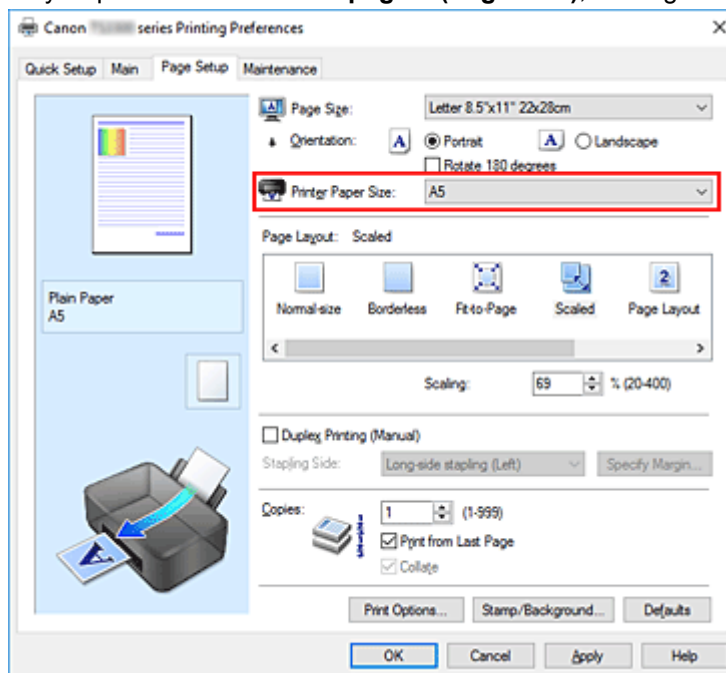 Canon series Printing Preferences
Quick Setup Main Page Setup Maintenance
Page Size: Letter 8.5"x11" 22x28cm
Orientation: A Portrait A Landscape
Rotate 180 degrees
Printer Paper Size: A5
Page Layout: Scaled
Plain Paper
A5
Normal-size Borderless Fit-to-Page Scaled Page Layout
Scaling: 69 % (20-400)
Duplex Printing (Manual)
Stapling Side: Long-side stapling (Left) Specify Margin...
Copies: 1 (1-999)
Print from Last Page
Collate
Print Options... Stamp/Background... Defaults
OK Cancel Apply Help